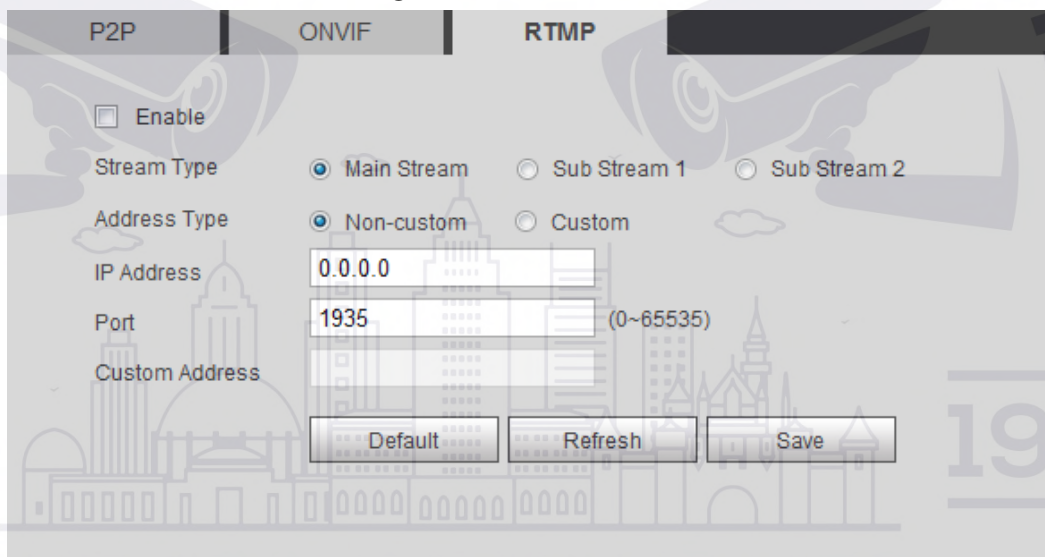 P2P ONVIF RTMP
Enable
Stream Type Main Stream Sub Stream 1 Sub Stream 2
Address Type Non-custom Custom
IP Address 0.0.0.0
Port 1935 (0~65535)
Custom Address
Default Refresh Save
19